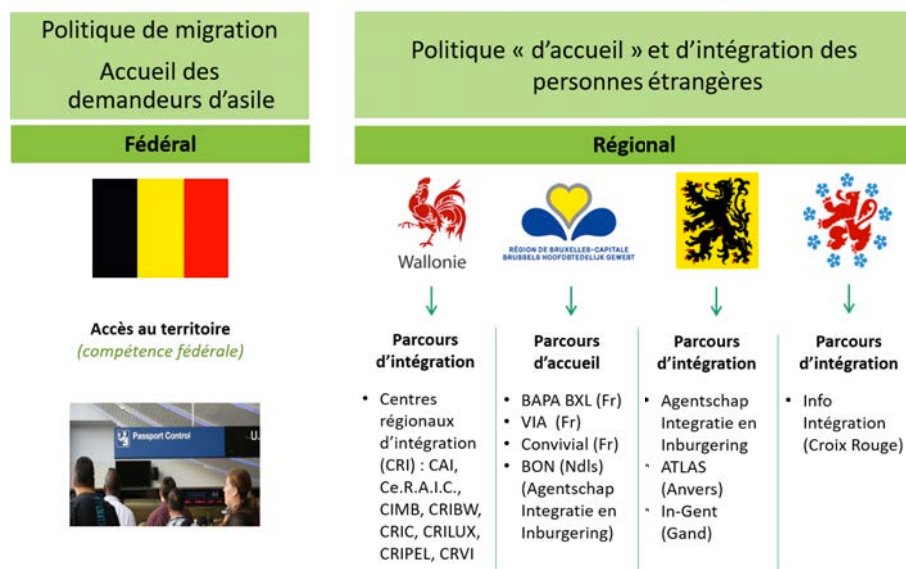 Politique de migration
Accueil des
demandeurs d'asile
Fédéral
Accès au territoire
(compétence fédérale)
Passport Control
U.
Politique « d'accueil » et d'intégration des
personnes étrangères
Régional
Wallonie
Parcours
d'intégration
• Centres
régionaux
d'intégration
(CRI) : CAI,
Ce.R.A.I.C.,
CIMB, CRIBW,
CRIC, CRILUX,
CRIPEL, CRVI
RÉGION DE BRUXELLES-CAPITALE
BRUSSELS HOOFDSTEDELIJK GEWEST
Parcours
d'accueil
• BAPA BXL (Fr)
• VIA (Fr)
• Convivial (Fr)
• BON (Ndls)
(Agentschap
Integratie en
Inburgering)
Parcours
d'intégration
• Agentschap
Integratie en
Inburgering
• ATLAS
(Anvers)
• In-Gent
(Gand)
Parcours
d'intégration
• Info
Intégration
(Croix Rouge)